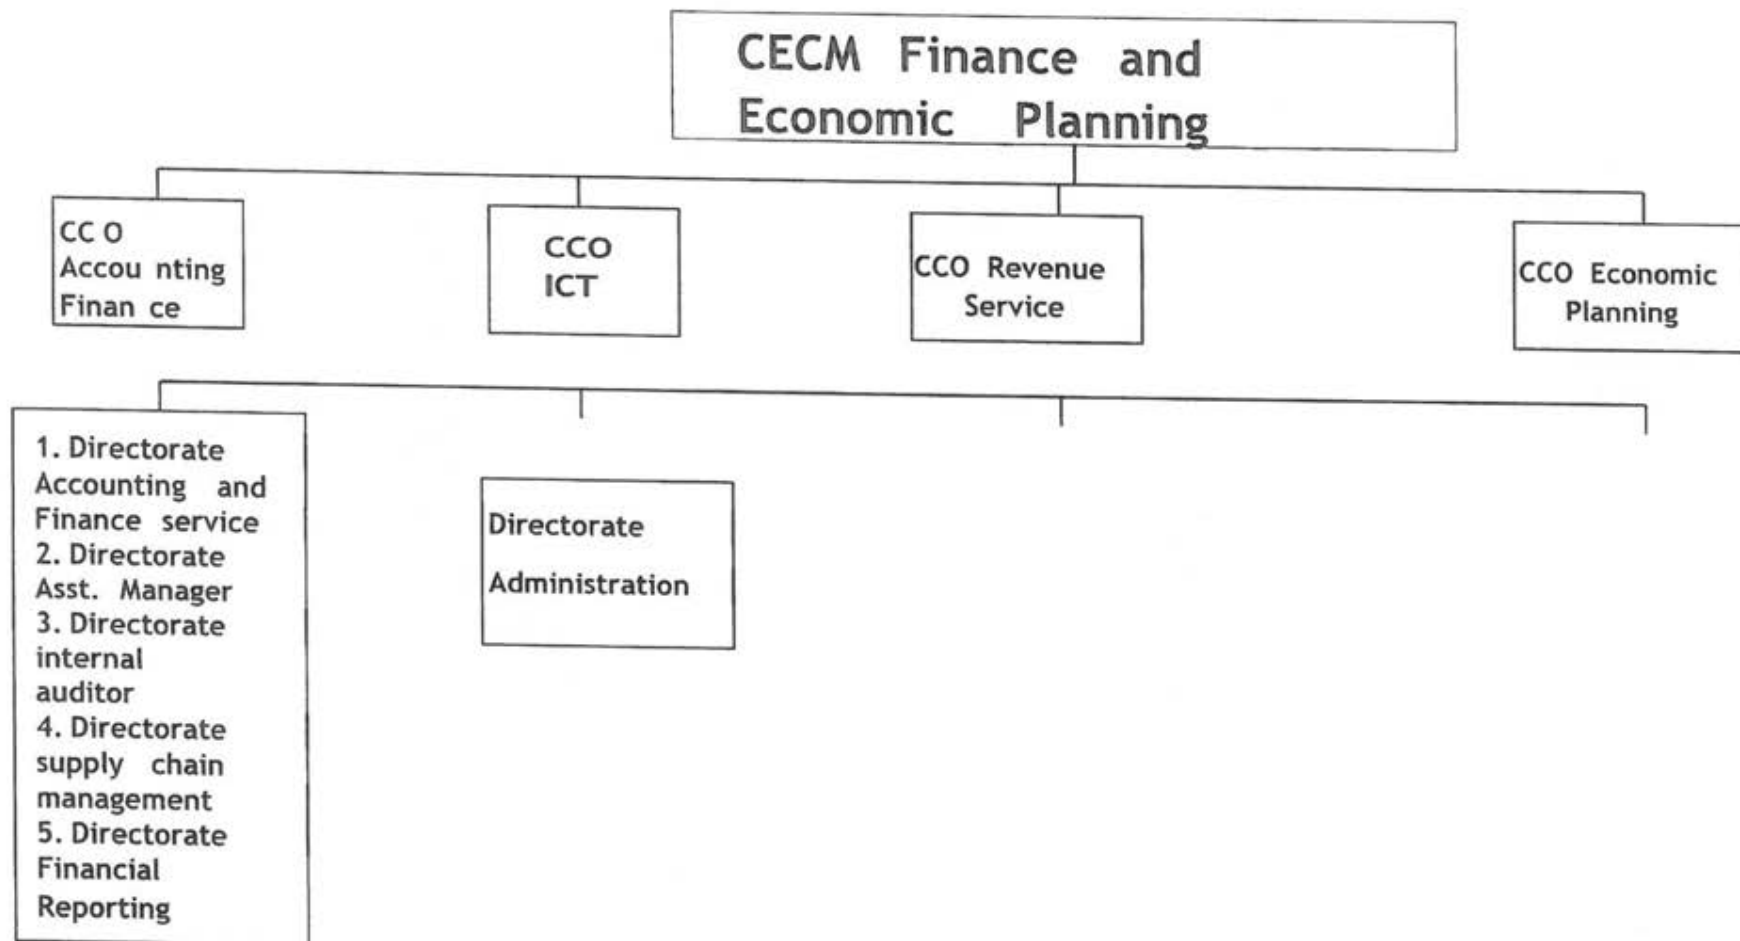 CECM Finance and
Economic Planning
CC O
Accou nting
Finan ce
CCO
ICT
CCO Revenue
Service
CCO Economic
Planning
1. Directorate
Accounting and
Finance service
2. Directorate
Asst. Manager
3. Directorate
internal
auditor
4. Directorate
supply chain
management
5. Directorate
Financial
Reporting
Directorate
Administration